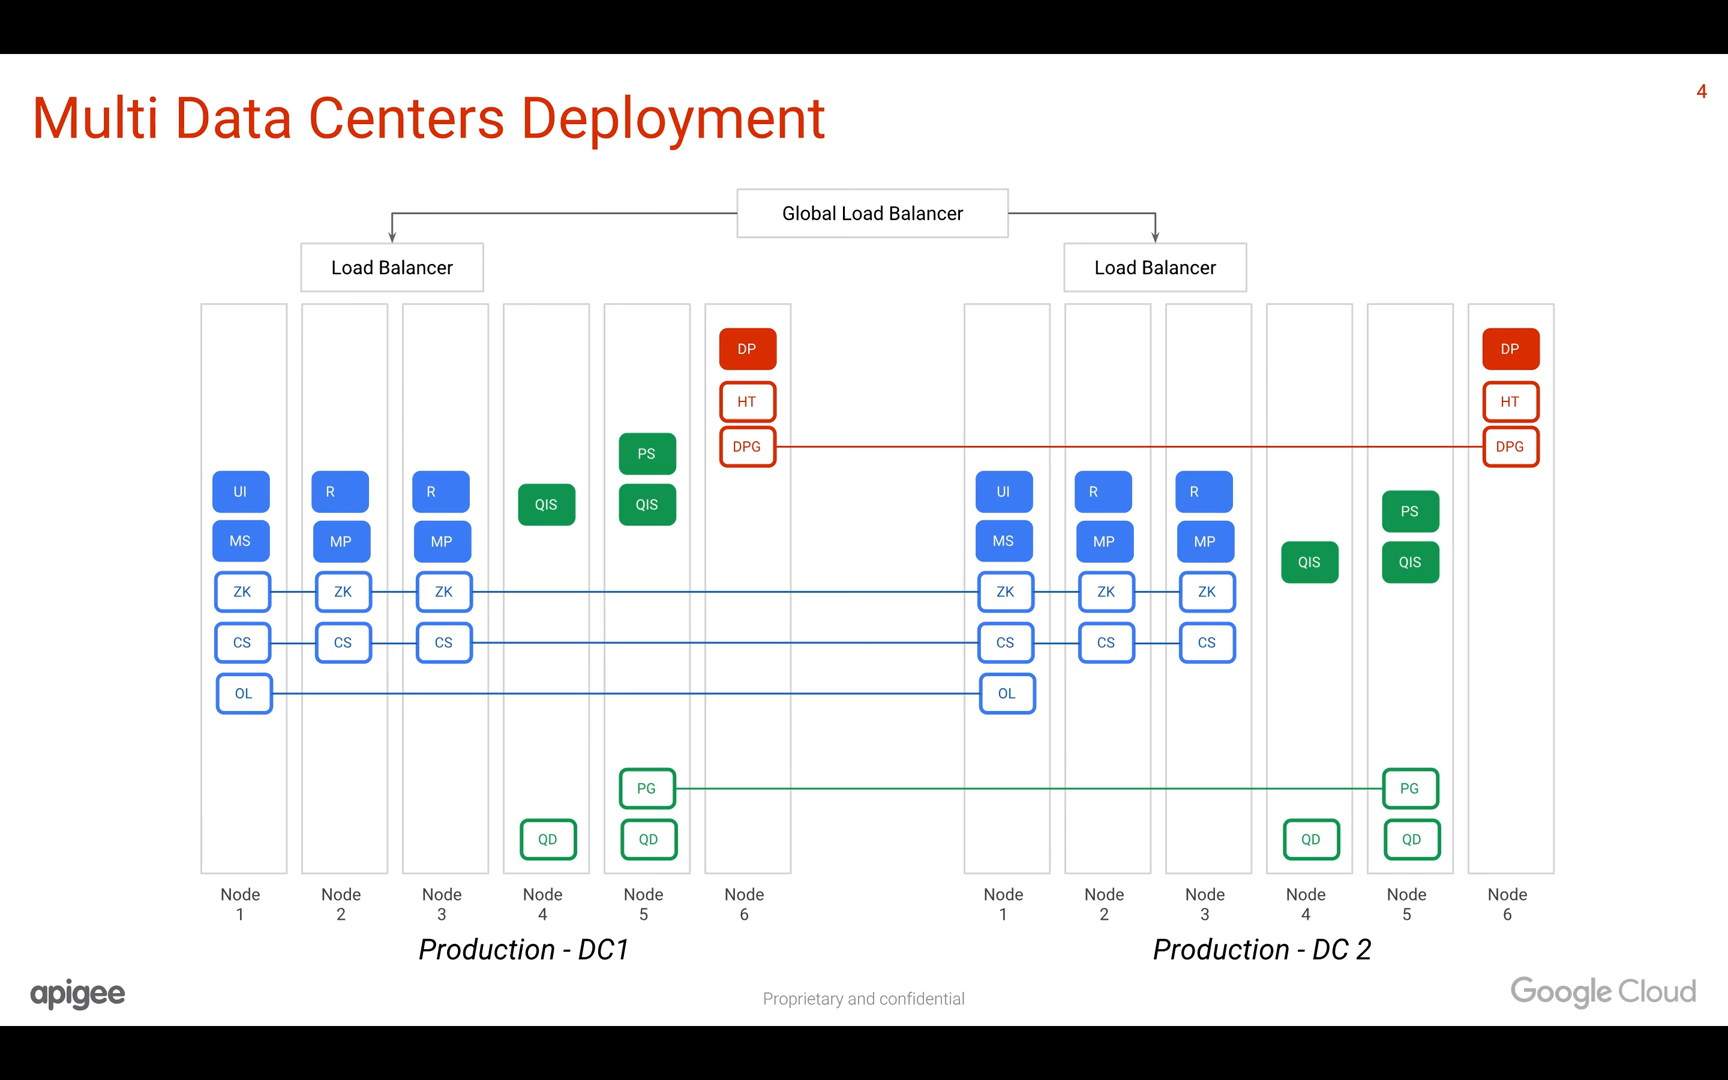 Multi Data Centers Deployment
4
Global Load Balancer
Load Balancer
Load Balancer
DP
DP
HT
HT
PS
DPG
DPG
UI
R
R
QIS
QIS
UI
R
R
PS
MS
MP
MP
MS
MP
MP
QIS
QIS
ZK
ZK
ZK
ZK
ZK
ZK
CS
CS
CS
CS
CS
CS
OL
OL
PG
PG
QD
QD
QD
QD
Node 1
Node 2
Node 3
Node 4
Node 5
Node 6
Node 1
Node 2
Node 3
Node 4
Node 5
Node 6
Production - DC1
Production - DC 2
apigee
Proprietary and confidential
Google Cloud